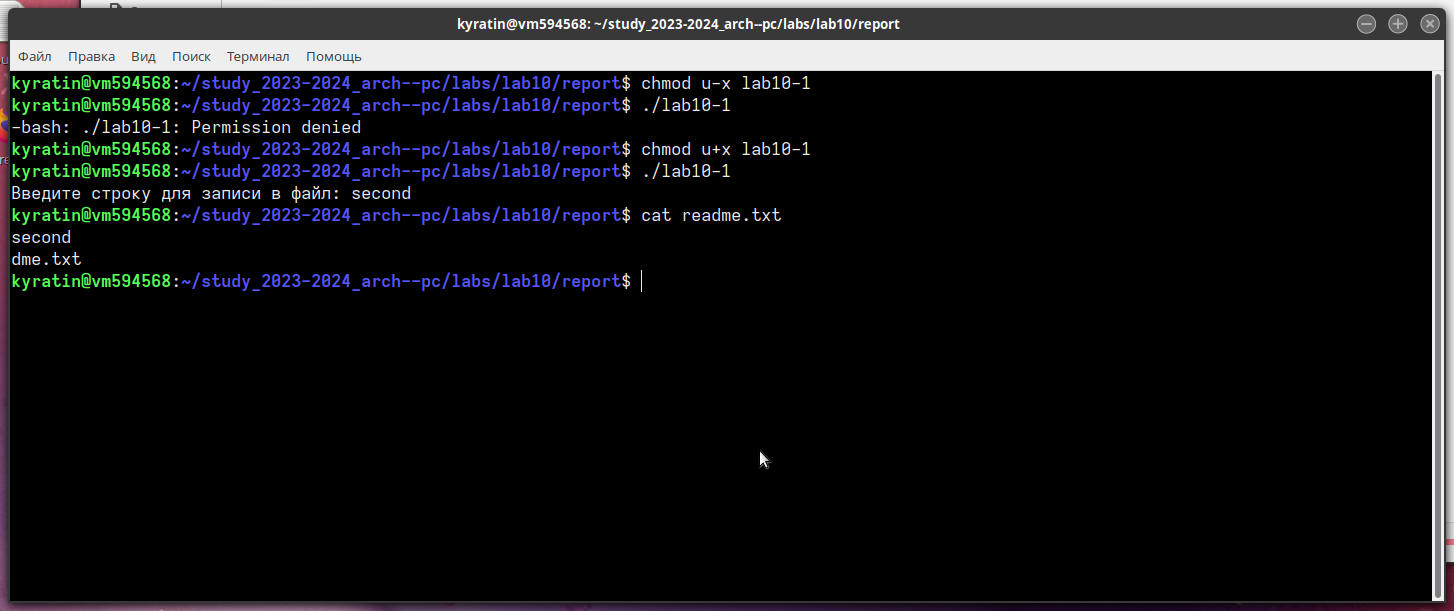 kyratin@vm594568: ~/study_2023-2024_arch--pc/labs/lab10/report
Файл Правка Вид Поиск Терминал Помощь
kyratin@vm594568:~/study_2023-2024_arch--pc/labs/lab10/report$ chmod u-x lab10-1
kyratin@vm594568:~/study_2023-2024_arch--pc/labs/lab10/report$ ./lab10-1
-bash: ./lab10-1: Permission denied
kyratin@vm594568:~/study_2023-2024_arch--pc/labs/lab10/report$ chmod u+x lab10-1
kyratin@vm594568:~/study_2023-2024_arch--pc/labs/lab10/report$ ./lab10-1
Введите строку для записи в файл: second
kyratin@vm594568:~/study_2023-2024_arch--pc/labs/lab10/report$ cat readme.txt
second
dme.txt
kyratin@vm594568:~/study_2023-2024_arch--pc/labs/lab10/report$